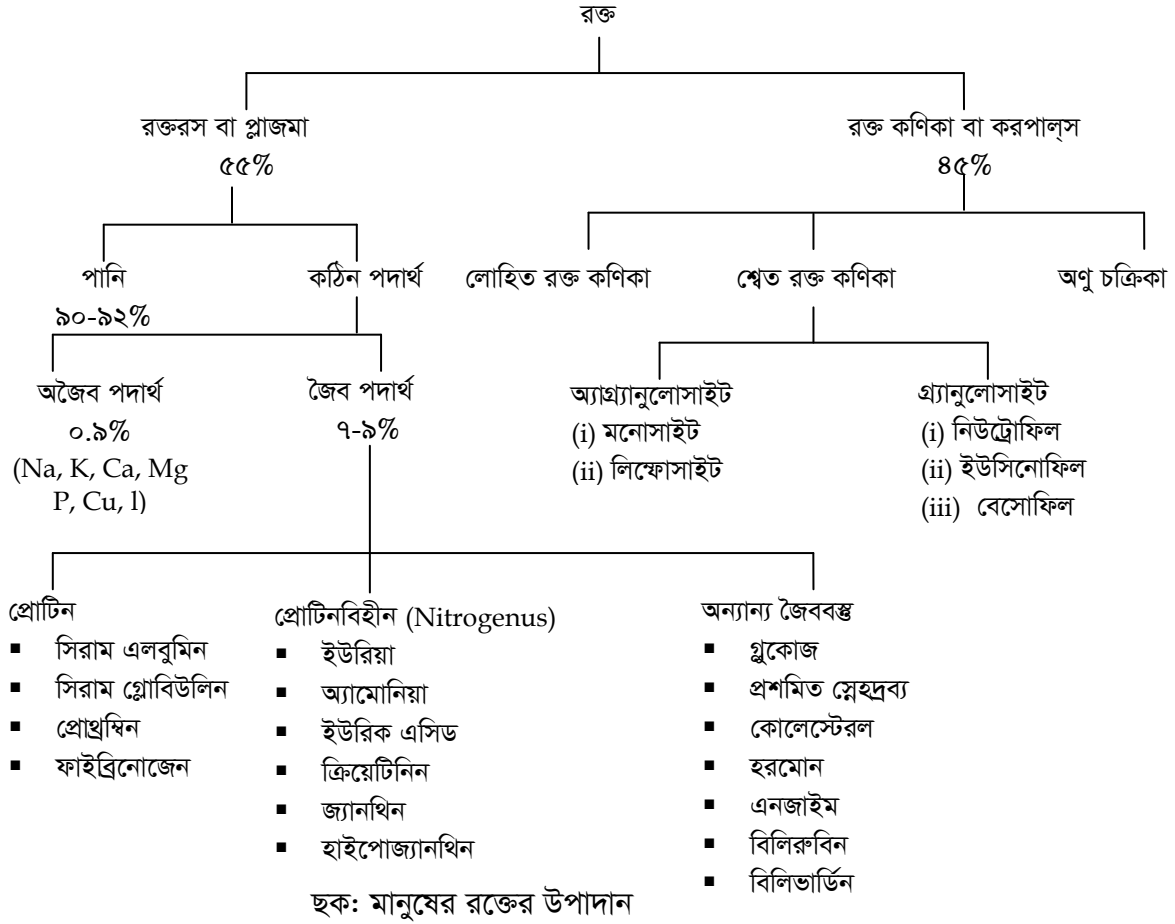 রক্ত
রক্তরস বা প্লাজমা
৫৫%
রক্ত কণিকা বা করপাল্‌স
৪৫%
পানি
৯০-৯২%
কঠিন পদার্থ
লোহিত রক্ত কণিকা
শ্বেত রক্ত কণিকা
অণু চক্রিকা
অজৈব পদার্থ
০.৯%
(Na, K, Ca, Mg
P, Cu, l)
জৈব পদার্থ
৭-৯%
অ্যাগ্র্যানুলোসাইট
(i) মনোসাইট
(ii) লিম্ফোসাইট
গ্র্যানুলোসাইট
(i) নিউট্রোফিল
(ii) ইউসিনোফিল
(iii) বেসোফিল
প্রোটিন
▪ সিরাম এলবুমিন
▪ সিরাম গ্লোবিউলিন
▪ প্রোথ্রম্বিন
▪ ফাইব্রিনোজেন
প্রোটিনবিহীন (Nitrogenus)
▪ ইউরিয়া
▪ অ্যামোনিয়া
▪ ইউরিক এসিড
▪ ক্রিয়েটিনিন
▪ জ্যানথিন
▪ হাইপোজ্যানথিন
অন্যান্য জৈববস্তু
▪ গ্লুকোজ
▪ প্রশমিত স্নেহদ্রব্য
▪ কোলেস্টেরল
▪ হরমোন
▪ এনজাইম
▪ বিলিরুবিন
▪ বিলিভার্ডিন
ছক: মানুষের রক্তের উপাদান